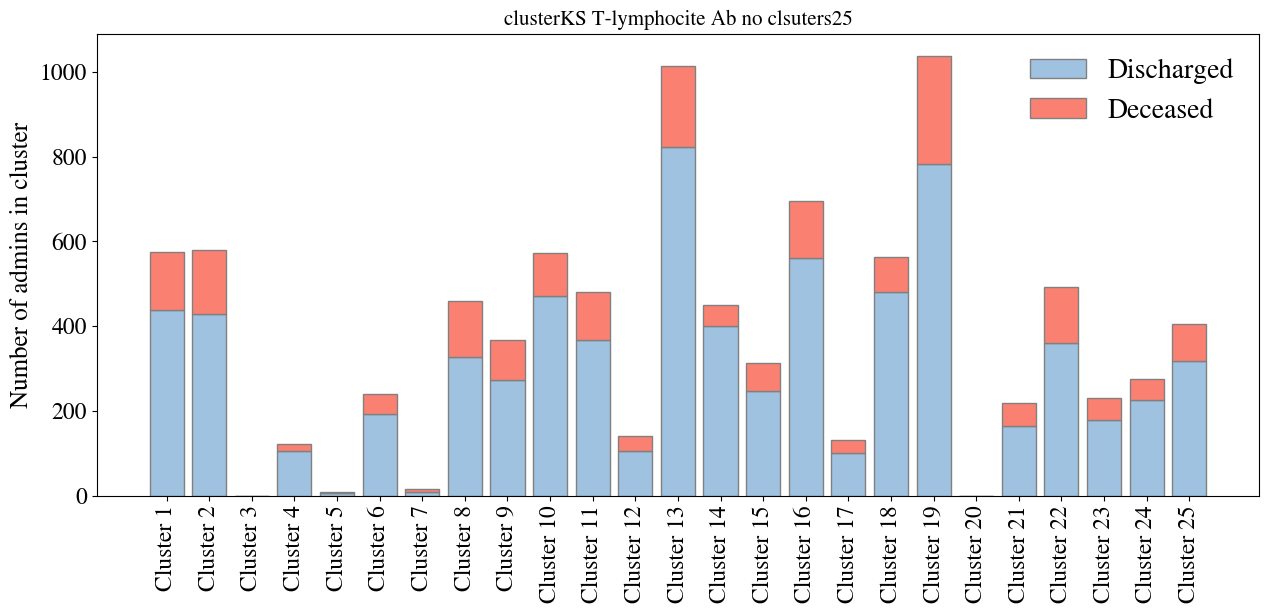 clusterKS T-lymphocite Ab no clsuters25
Number of admins in cluster
1000
800
600
400
200
0
Discharged
Deceased
Cluster 1
Cluster 2
Cluster 3
Cluster 4
Cluster 5
Cluster 6
Cluster 7
Cluster 8
Cluster 9
Cluster 10
Cluster 11
Cluster 12
Cluster 13
Cluster 14
Cluster 15
Cluster 16
Cluster 17
Cluster 18
Cluster 19
Cluster 20
Cluster 21
Cluster 22
Cluster 23
Cluster 24
Cluster 25